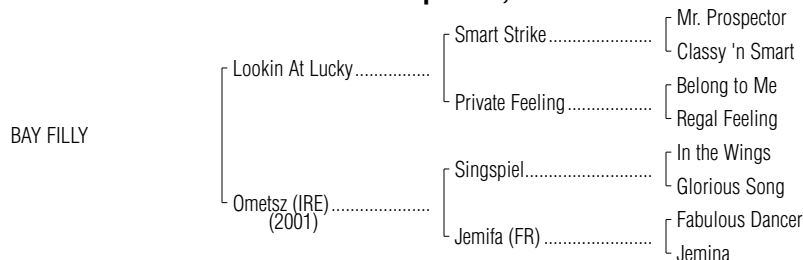 Mr. Prospector
Smart Strike
Classy 'n Smart
Lookin At Lucky
Belong to Me
Private Feeling
Regal Feeling
BAY FILLY
In the Wings
Singspiel
Glorious Song
Ometsz (IRE)
(2001)
Fabulous Dancer
Jemifa (FR)
Jemina